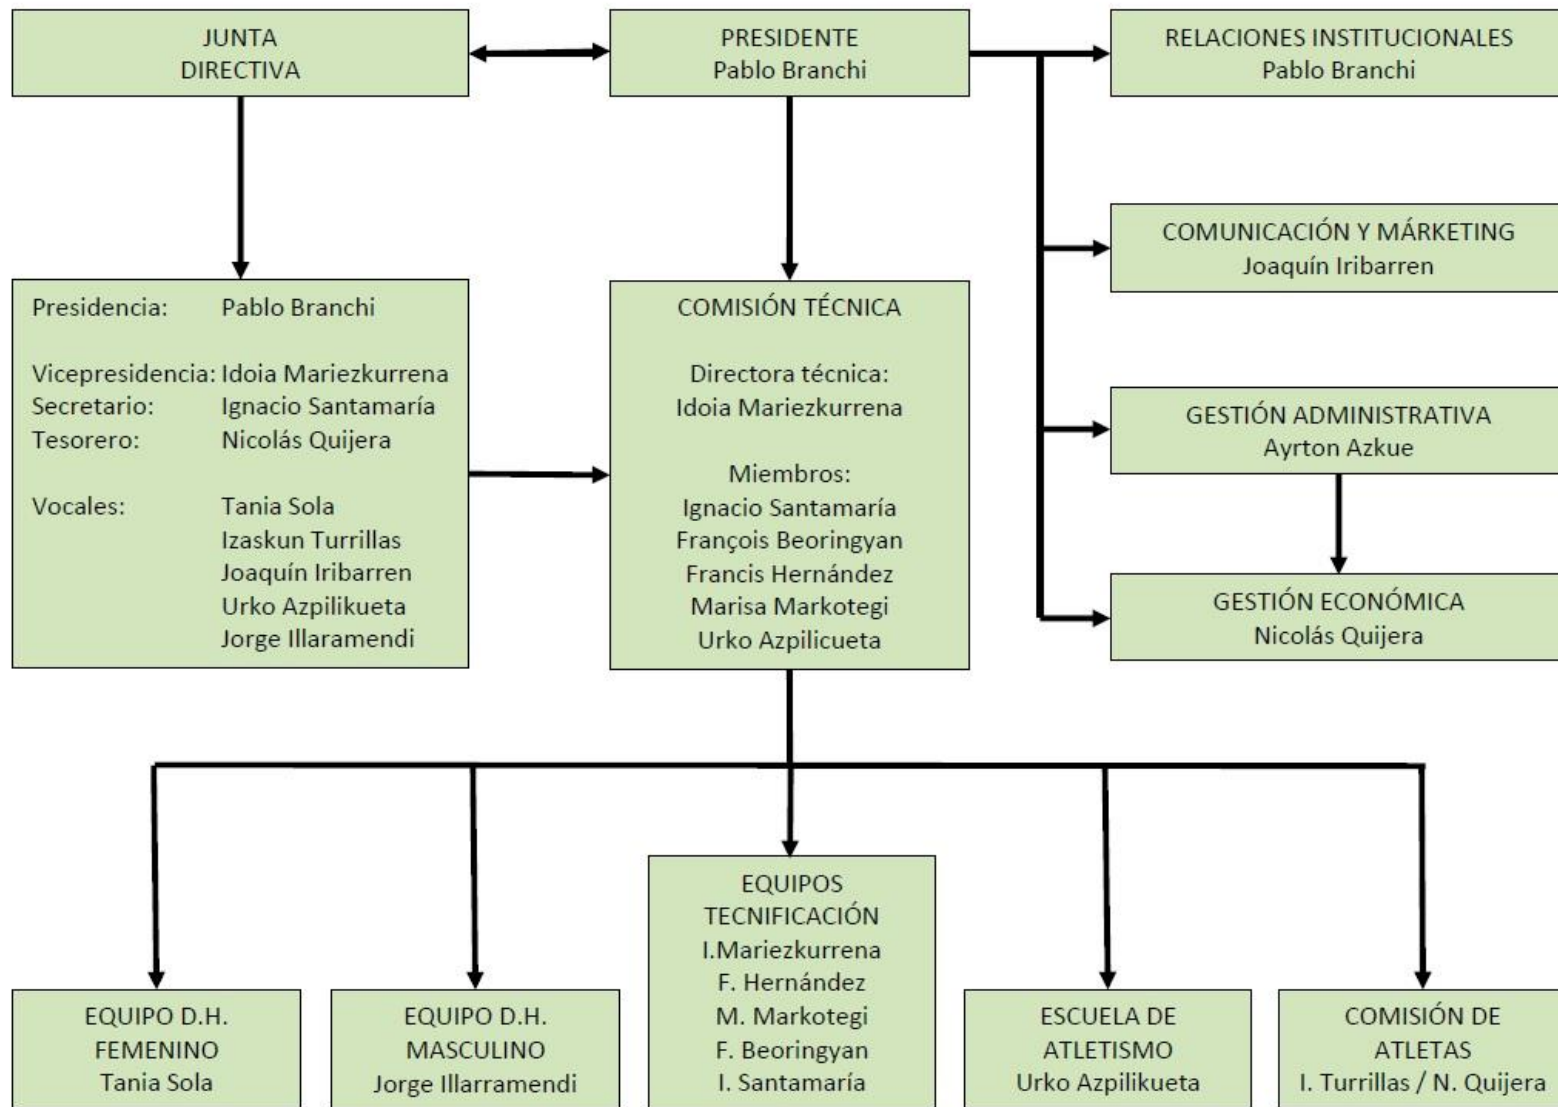 JUNTA
DIRECTIVA
PRESIDENTE
Pablo Branchi
RELACIONES INSTITUCIONALES
Pablo Branchi
COMUNICACIÓN Y MÁRKETING
Joaquín Iribarren
GESTIÓN ADMINISTRATIVA
Ayrton Azkue
GESTIÓN ECONÓMICA
Nicolás Quijera
Presidencia: Pablo Branchi
Vicepresidencia: Idoia Mariezkurrena
Secretario: Ignacio Santamaría
Tesorero: Nicolás Quijera
Vocales: Tania Sola
Izaskun Turrillas
Joaquín Iribarren
Urko Azpilikueta
Jorge Illaramendi
COMISIÓN TÉCNICA
Directora técnica:
Idoia Mariezkurrena
Miembros:
Ignacio Santamaría
François Beoringyan
Francis Hernández
Marisa Markotegi
Urko Azpilicueta
EQUIPO D.H.
FEMENINO
Tania Sola
EQUIPO D.H.
MASCULINO
Jorge Illarramendi
EQUIPOS
TECNIFICACIÓN
I.Mariezkurrena
F. Hernández
M. Markotegi
F. Beoringyan
I. Santamaría
ESCUELA DE
ATLETISMO
Urko Azpilikueta
COMISIÓN DE
ATLETAS
I. Turrillas / N. Quijera